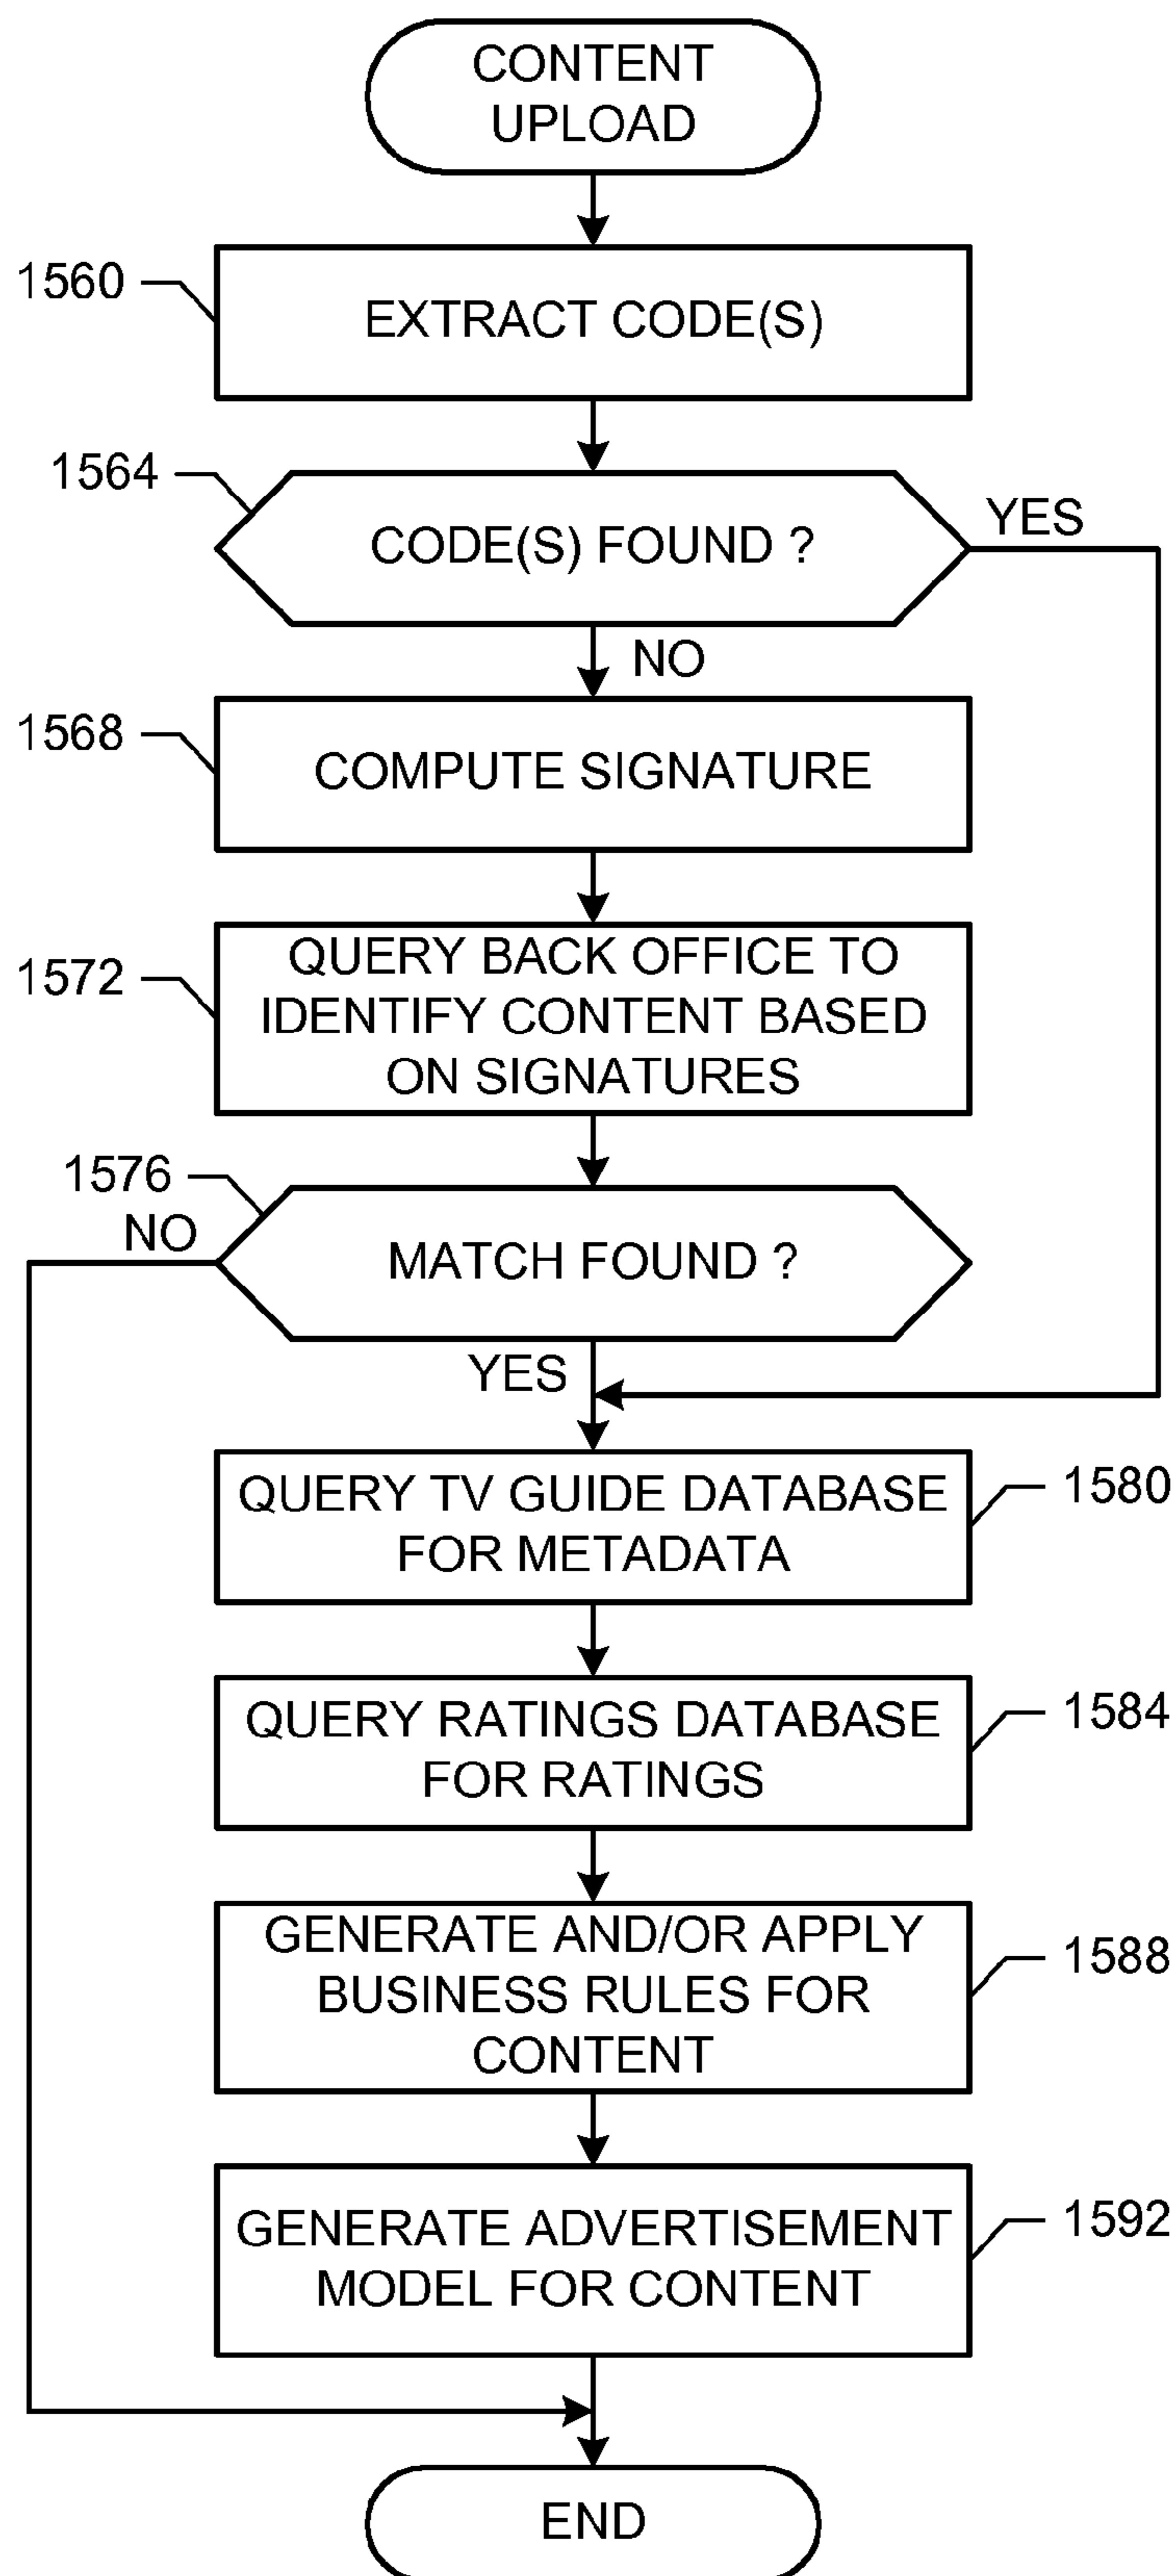 CONTENT
UPLOAD
1560
EXTRACT CODE(S)
1564
CODE(S) FOUND ?
YES
NO
1568
COMPUTE SIGNATURE
1572
QUERY BACK OFFICE TO
IDENTIFY CONTENT BASED
ON SIGNATURES
1576
NO
MATCH FOUND ?
YES
QUERY TV GUIDE DATABASE
FOR METADATA
1580
QUERY RATINGS DATABASE
FOR RATINGS
1584
GENERATE AND/OR APPLY
BUSINESS RULES FOR
CONTENT
1588
GENERATE ADVERTISEMENT
MODEL FOR CONTENT
1592
END